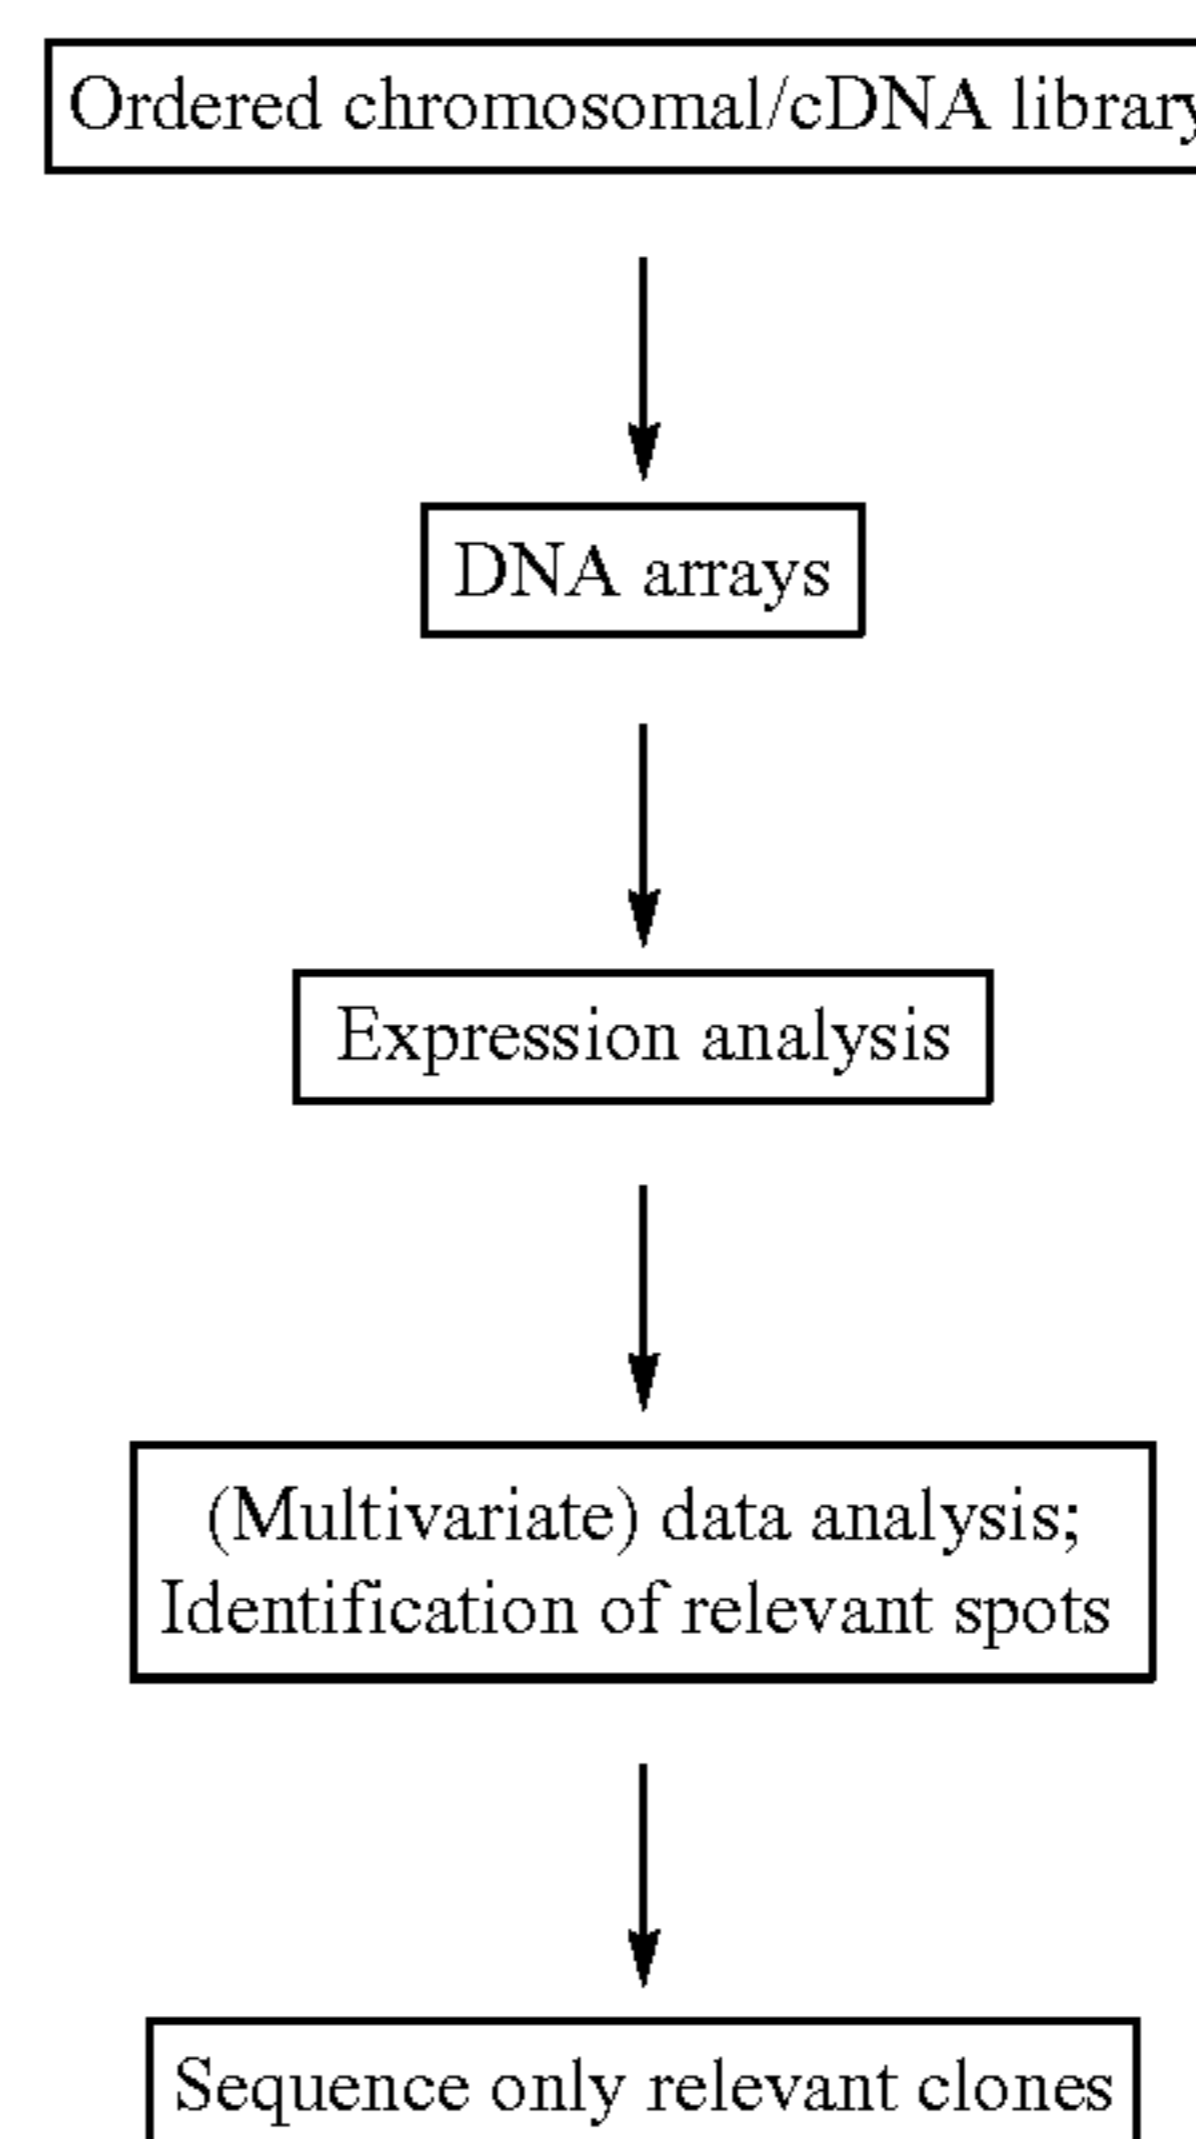 Ordered chromosomal/cDNA library
DNA arrays
Expression analysis
(Multivariate) data analysis;
Identification of relevant spots
Sequence only relevant clones